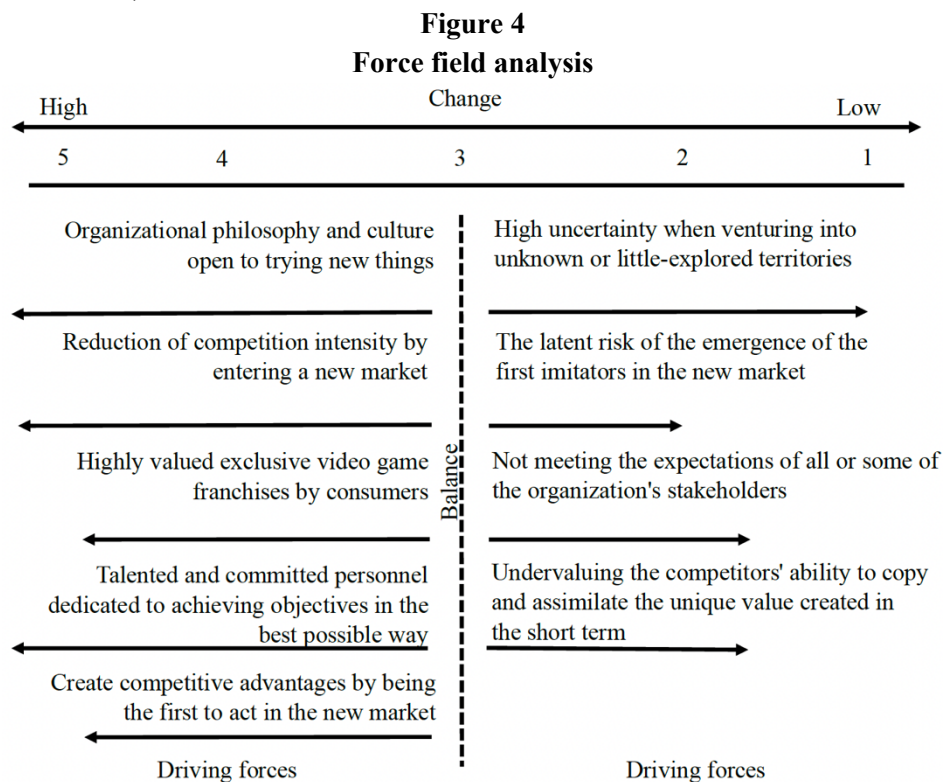 Figure 4
Force field analysis
Change
High
Low
5
4
3
2
1
Organizational philosophy and culture
open to trying new things
High uncertainty when venturing into
unknown or little-explored territories
Reduction of competition intensity by
entering a new market
The latent risk of the emergence of the
first imitators in the new market
Highly valued exclusive video game
franchises by consumers
Balance
Not meeting the expectations of all or some of
the organization's stakeholders
Talented and committed personnel
dedicated to achieving objectives in the
best possible way
Undervaluing the competitors' ability to copy
and assimilate the unique value created in
the short term
Create competitive advantages by being
the first to act in the new market
Driving forces
Driving forces